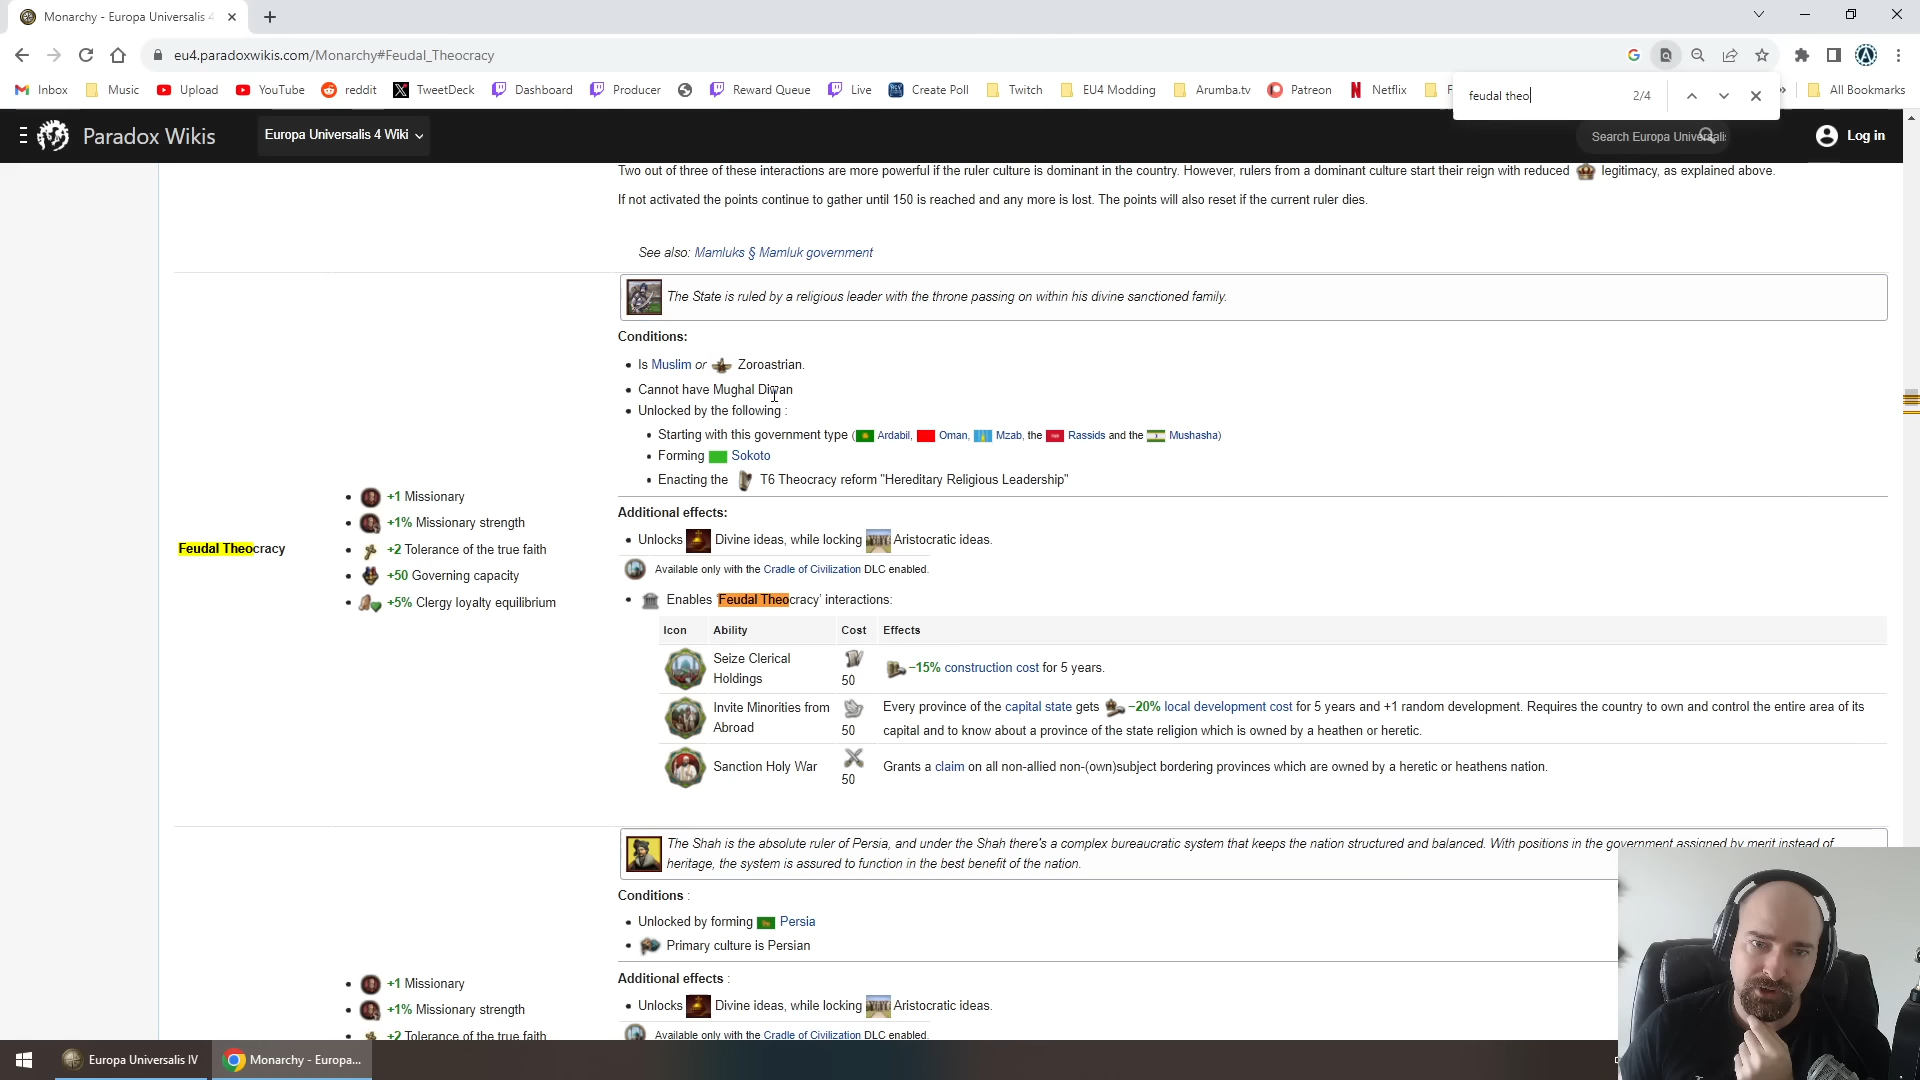 Monarchy - Europa Universalis 4
eu4.paradoxwikis.com/Monarchy#Feudal_Theocracy
Inbox Music Upload YouTube reddit TweetDeck Dashboard Producer Reward Queue Live Create Poll Twitch EU4 Modding Arumba.tv Patreon Netflix » All Bookmarks
feudal theo 2/4
Paradox Wikis Europa Universalis 4 Wiki Search Europa Universalis Log in
Two out of three of these interactions are more powerful if the ruler culture is dominant in the country. However, rulers from a dominant culture start their reign with reduced legitimacy, as explained above.
If not activated the points continue to gather until 150 is reached and any more is lost. The points will also reset if the current ruler dies.
See also: Mamluks § Mamluk government
The State is ruled by a religious leader with the throne passing on within his divine sanctioned family.
Conditions:
• Is Muslim or Zoroastrian.
• Cannot have Mughal Diwan
• Unlocked by the following :
• Starting with this government type (Ardabil, Oman, Mzab, the Rassids and the Mushasha)
• Forming Sokoto
• Enacting the T6 Theocracy reform "Hereditary Religious Leadership"
Feudal Theocracy
• +1 Missionary
• +1% Missionary strength
• +2 Tolerance of the true faith
• +50 Governing capacity
• +5% Clergy loyalty equilibrium
Additional effects:
• Unlocks Divine ideas, while locking Aristocratic ideas.
Available only with the Cradle of Civilization DLC enabled.
• Enables 'Feudal Theocracy' interactions:
Icon Ability Cost Effects
Seize Clerical
Holdings
50
−15% construction cost for 5 years.
Invite Minorities from
Abroad
50
Every province of the capital state gets −20% local development cost for 5 years and +1 random development. Requires the country to own and control the entire area of its
capital and to know about a province of the state religion which is owned by a heathen or heretic.
Sanction Holy War
50
Grants a claim on all non-allied non-(own)subject bordering provinces which are owned by a heretic or heathens nation.
The Shah is the absolute ruler of Persia, and under the Shah there's a complex bureaucratic system that keeps the nation structured and balanced. With positions in the government assigned by merit instead of
heritage, the system is assured to function in the best benefit of the nation.
Conditions :
• Unlocked by forming Persia
• Primary culture is Persian
• +1 Missionary
• +1% Missionary strength
• +2 Tolerance of the true faith
Additional effects :
• Unlocks Divine ideas, while locking Aristocratic ideas.
Available only with the Cradle of Civilization DLC enabled.
Europa Universalis IV Monarchy - Europa...